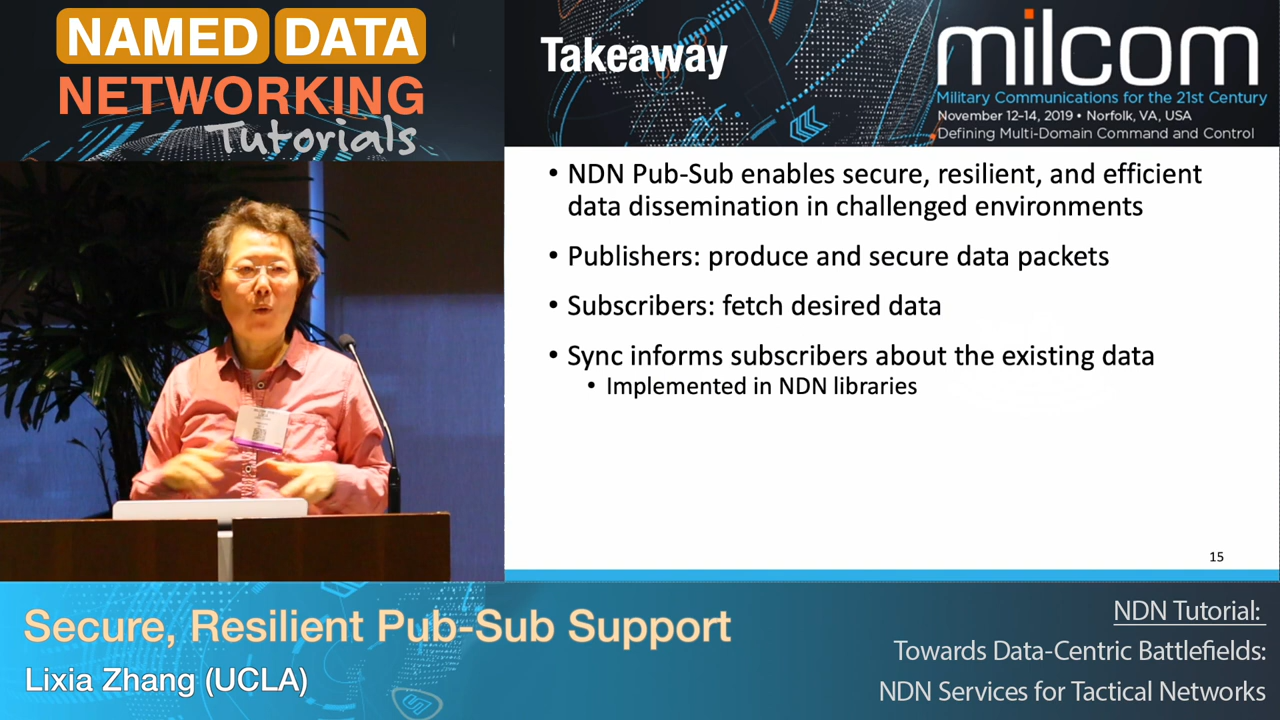 NAMED DATA
NETWORKING
Tutorials
Takeaway
milcom
Military Communications for the 21st Century
November 12-14, 2019 • Norfolk, VA, USA
Defining Multi-Domain Command and Control
• NDN Pub-Sub enables secure, resilient, and efficient
data dissemination in challenged environments
• Publishers: produce and secure data packets
• Subscribers: fetch desired data
• Sync informs subscribers about the existing data
• Implemented in NDN libraries
15
Secure, Resilient Pub-Sub Support
Lixia Zhang (UCLA)
NDN Tutorial:
Towards Data-Centric Battlefields:
NDN Services for Tactical Networks